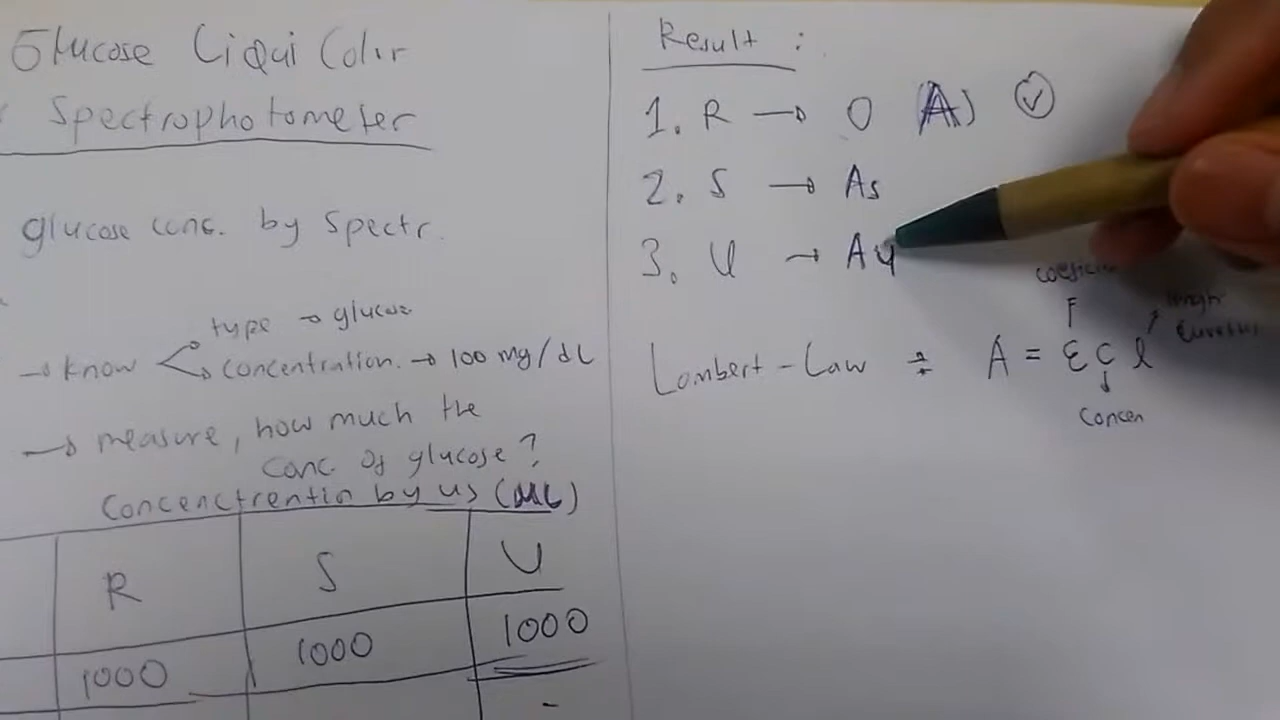 Glucose Liqui Color
Spectrophotometer
glucose conc. by Spectr.
type → glucose
→ know
concentration. → 100 mg/dL
→ measure, how much the
conc. of glucose?
by us (ML)
R S U
1000 1000 1000
-
Result :
1. R → 0 (A) ✓
2. S → As
3. U → Au
Lambert-Law ÷ A = ε c l
length
Concen